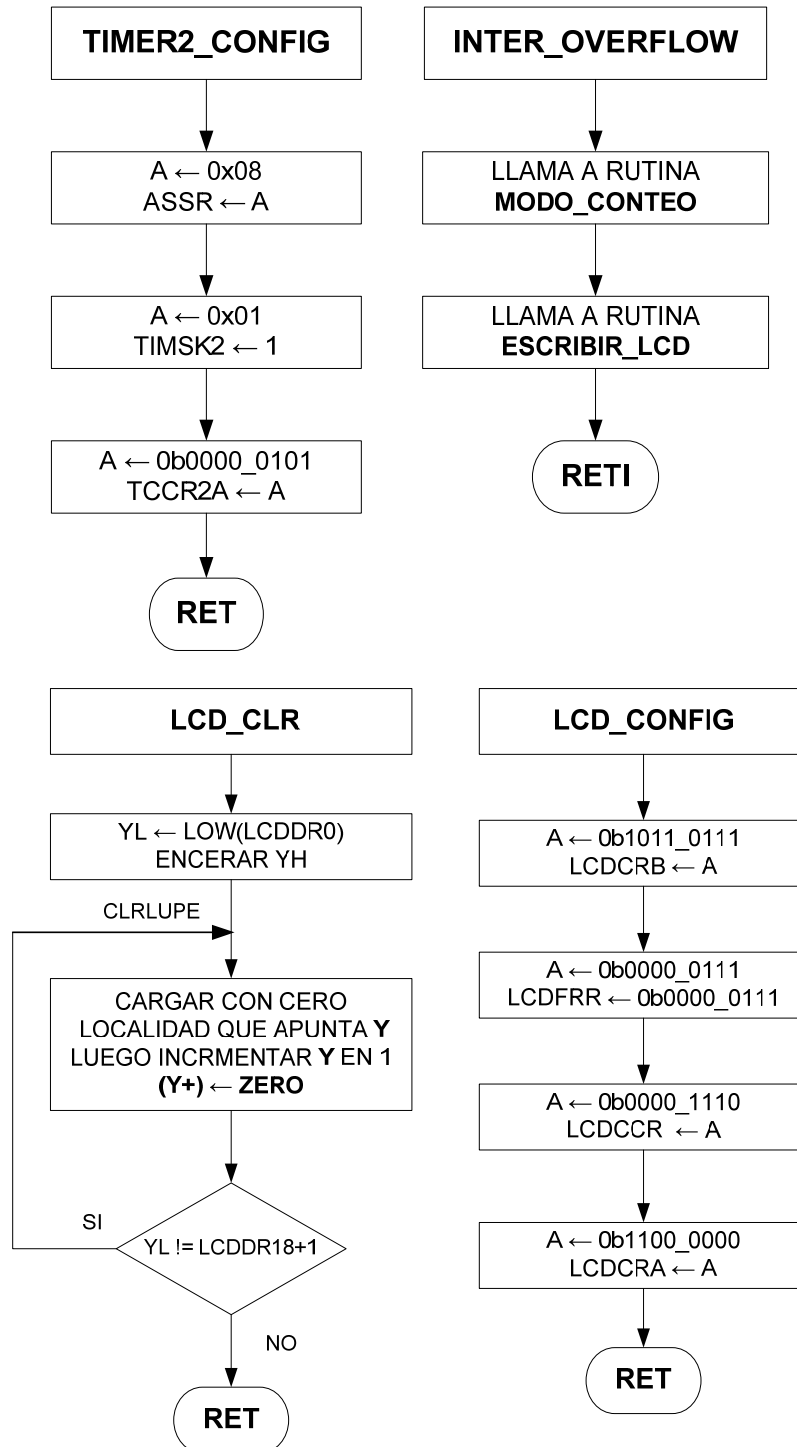 TIMER2_CONFIG
A ← 0x08
ASSR ← A
A ← 0x01
TIMSK2 ← 1
A ← 0b0000_0101
TCCR2A ← A
RET
INTER_OVERFLOW
LLAMA A RUTINA
MODO_CONTEO
LLAMA A RUTINA
ESCRIBIR_LCD
RETI
LCD_CLR
YL ← LOW(LCDDR0)
ENCERAR YH
CLRLUPE
CARGAR CON CERO
LOCALIDAD QUE APUNTA Y
LUEGO INCRMENTAR Y EN 1
(Y+) ← ZERO
SI
YL != LCDDR18+1
NO
RET
LCD_CONFIG
A ← 0b1011_0111
LCDCRB ← A
A ← 0b0000_0111
LCDFRR ← 0b0000_0111
A ← 0b0000_1110
LCDCCR ← A
A ← 0b1100_0000
LCDCRA ← A
RET